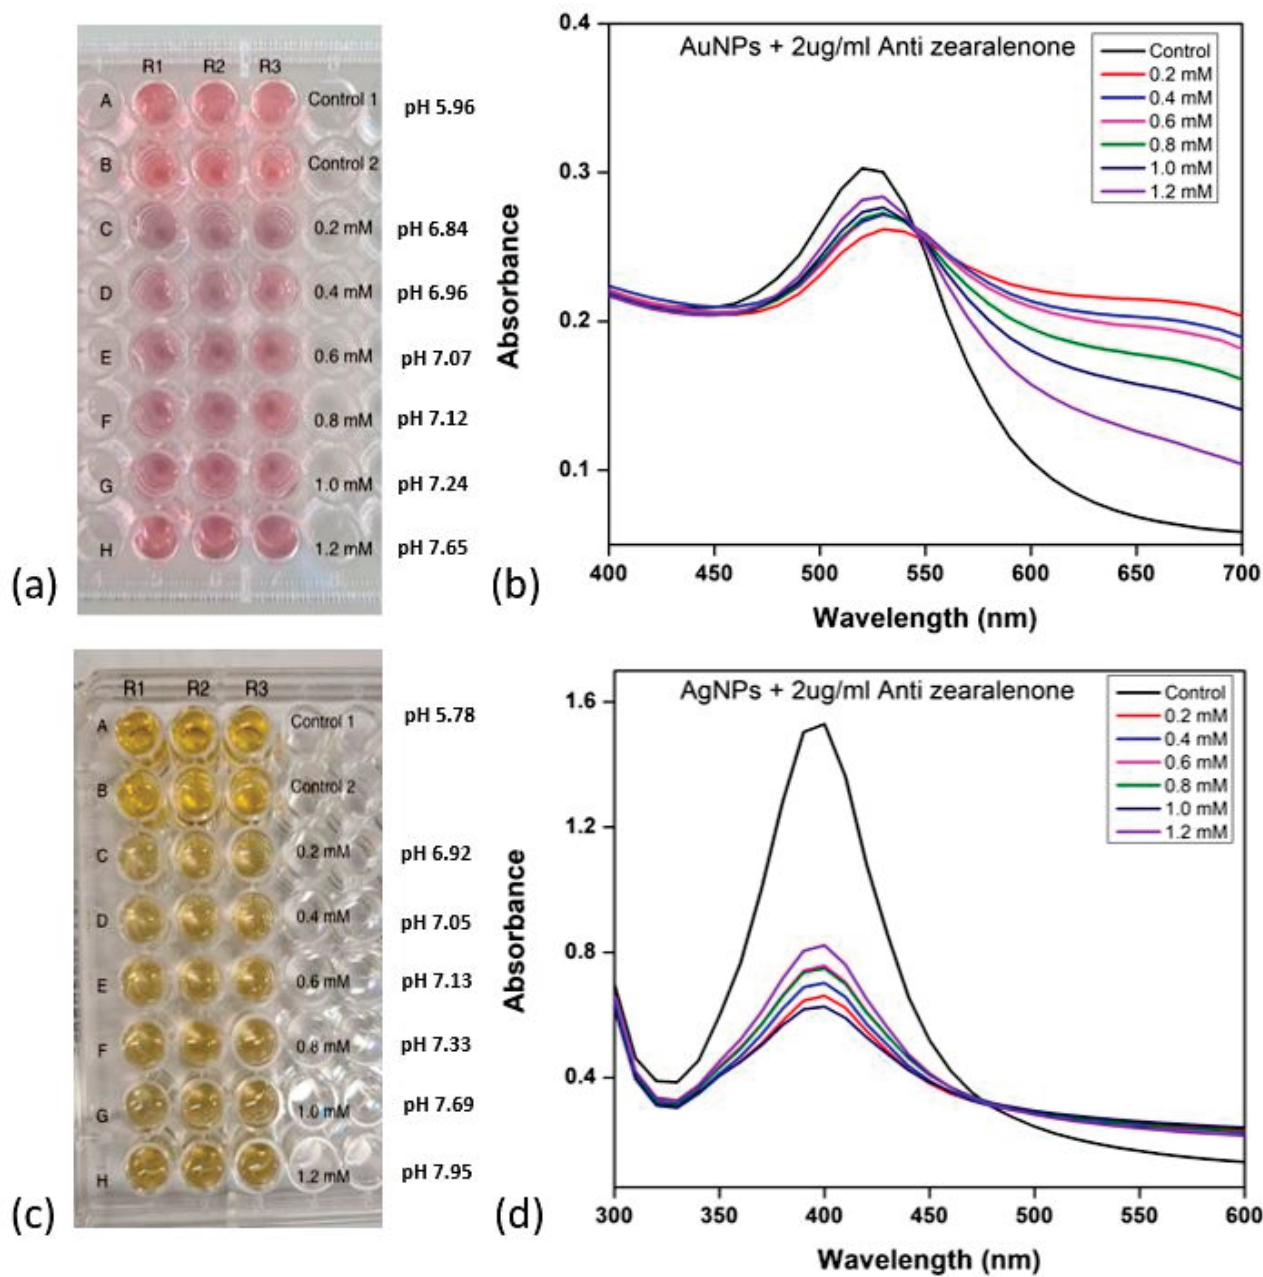 (a)
R1 R2 R3
A Control 1 pH 5.96
B Control 2
C 0.2 mM pH 6.84
D 0.4 mM pH 6.96
E 0.6 mM pH 7.07
F 0.8 mM pH 7.12
G 1.0 mM pH 7.24
H 1.2 mM pH 7.65
(b)
AuNPs + 2ug/ml Anti zearalenone
Control
0.2 mM
0.4 mM
0.6 mM
0.8 mM
1.0 mM
1.2 mM
Absorbance
0.4
0.3
0.2
0.1
400 450 500 550 600 650 700
Wavelength (nm)
(c)
R1 R2 R3
A Control 1 pH 5.78
B Control 2
C 0.2 mM pH 6.92
D 0.4 mM pH 7.05
E 0.6 mM pH 7.13
F 0.8 mM pH 7.33
G 1.0 mM pH 7.69
H 1.2 mM pH 7.95
(d)
AgNPs + 2ug/ml Anti zearalenone
Control
0.2 mM
0.4 mM
0.6 mM
0.8 mM
1.0 mM
1.2 mM
Absorbance
1.6
1.2
0.8
0.4
300 350 400 450 500 550 600
Wavelength (nm)